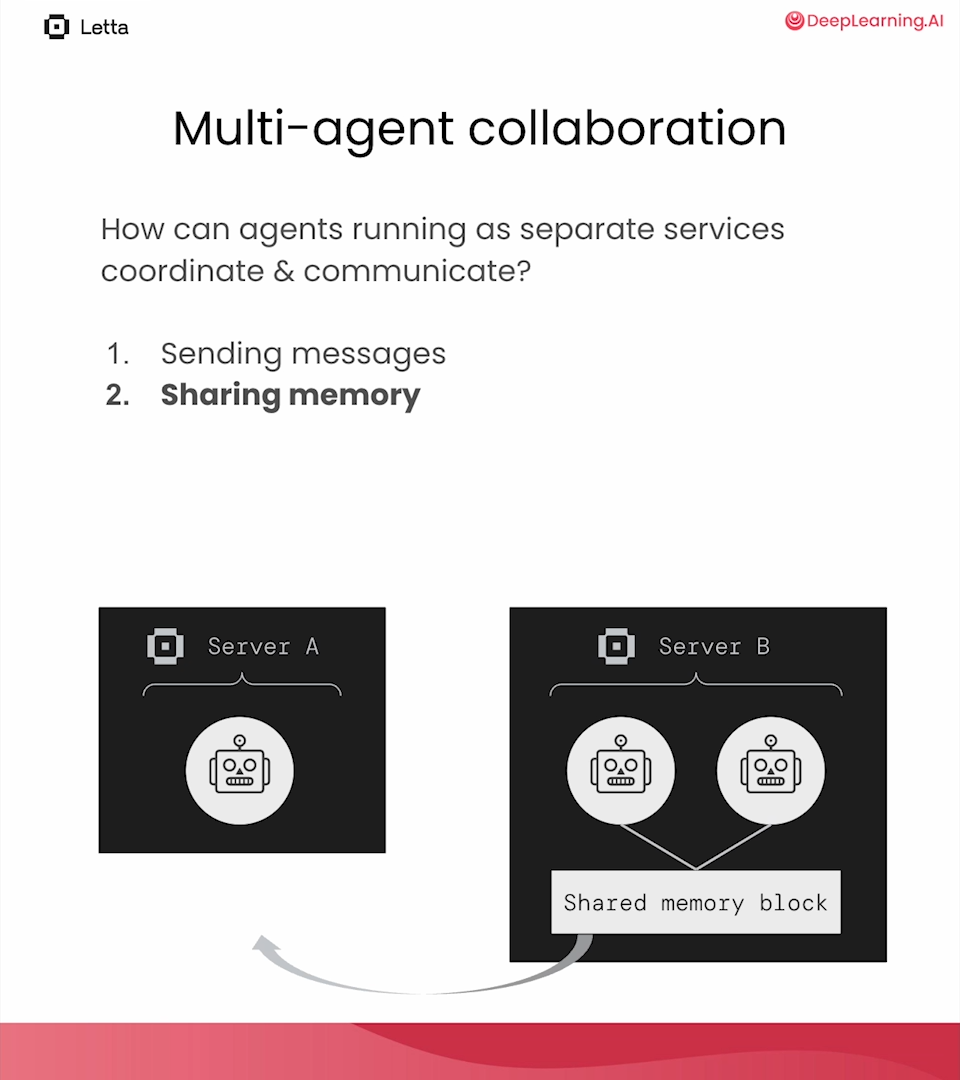 Letta
DeepLearning.AI
Multi-agent collaboration
How can agents running as separate services
coordinate & communicate?
1. Sending messages
2. Sharing memory
Server A
Server B
Shared memory block